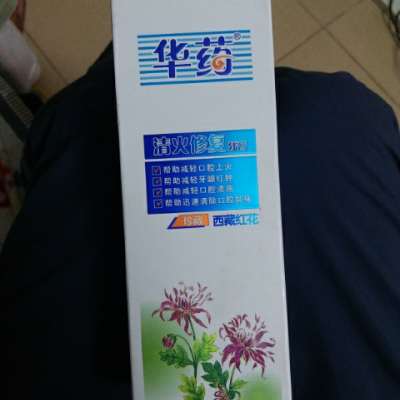 华药®
清火修复牙膏
帮助减轻口腔上火
帮助减轻牙龈红肿
帮助减轻口腔溃疡
帮助迅速清除口腔异味
珍藏 西藏红花